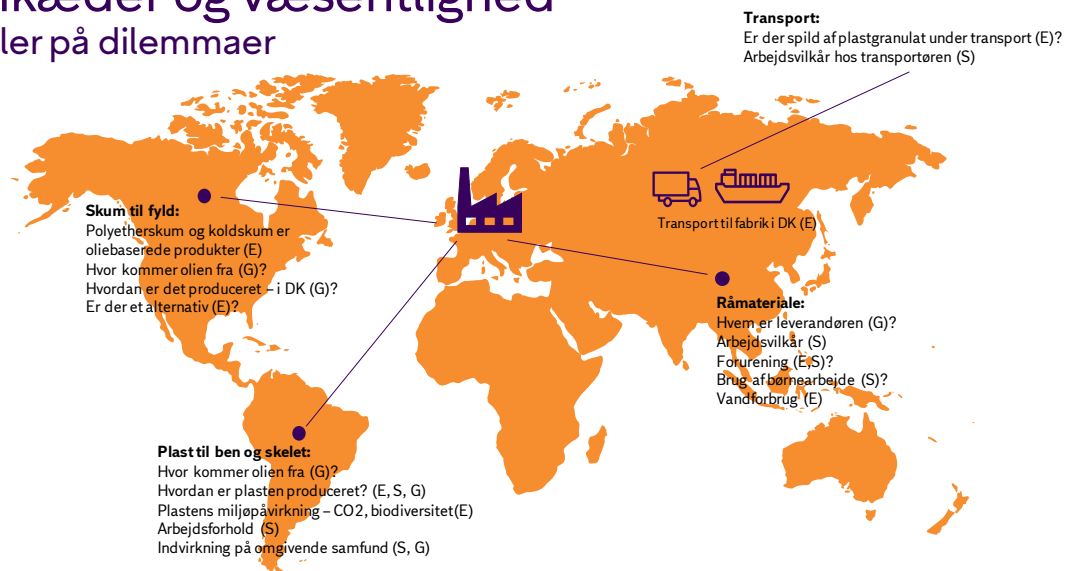 væsentlighed
ler på dilemmaer
Transport:
Er der spild af plastgranulat under transport (E)?
Arbejdsvilkår hos transportøren (S)
Transport til fabrik i DK (E)
Skum til fyld:
Polyetherskum og koldskum er
oliebaserede produkter (E)
Hvor kommer olien fra (G)?
Hvordan er det produceret – i DK (G)?
Er der et alternativ (E)?
Råmateriale:
Hvem er leverandøren (G)?
Arbejdsvilkår (S)
Forurening (E,S)?
Brug af børnearbejde (S)?
Vandforbrug (E)
Plast til ben og skelet:
Hvor kommer olien fra (G)?
Hvordan er plasten produceret? (E, S, G)
Plastens miljøpåvirkning – CO2, biodiversitet(E)
Arbejdsforhold (S)
Indvirkning på omgivende samfund (S, G)